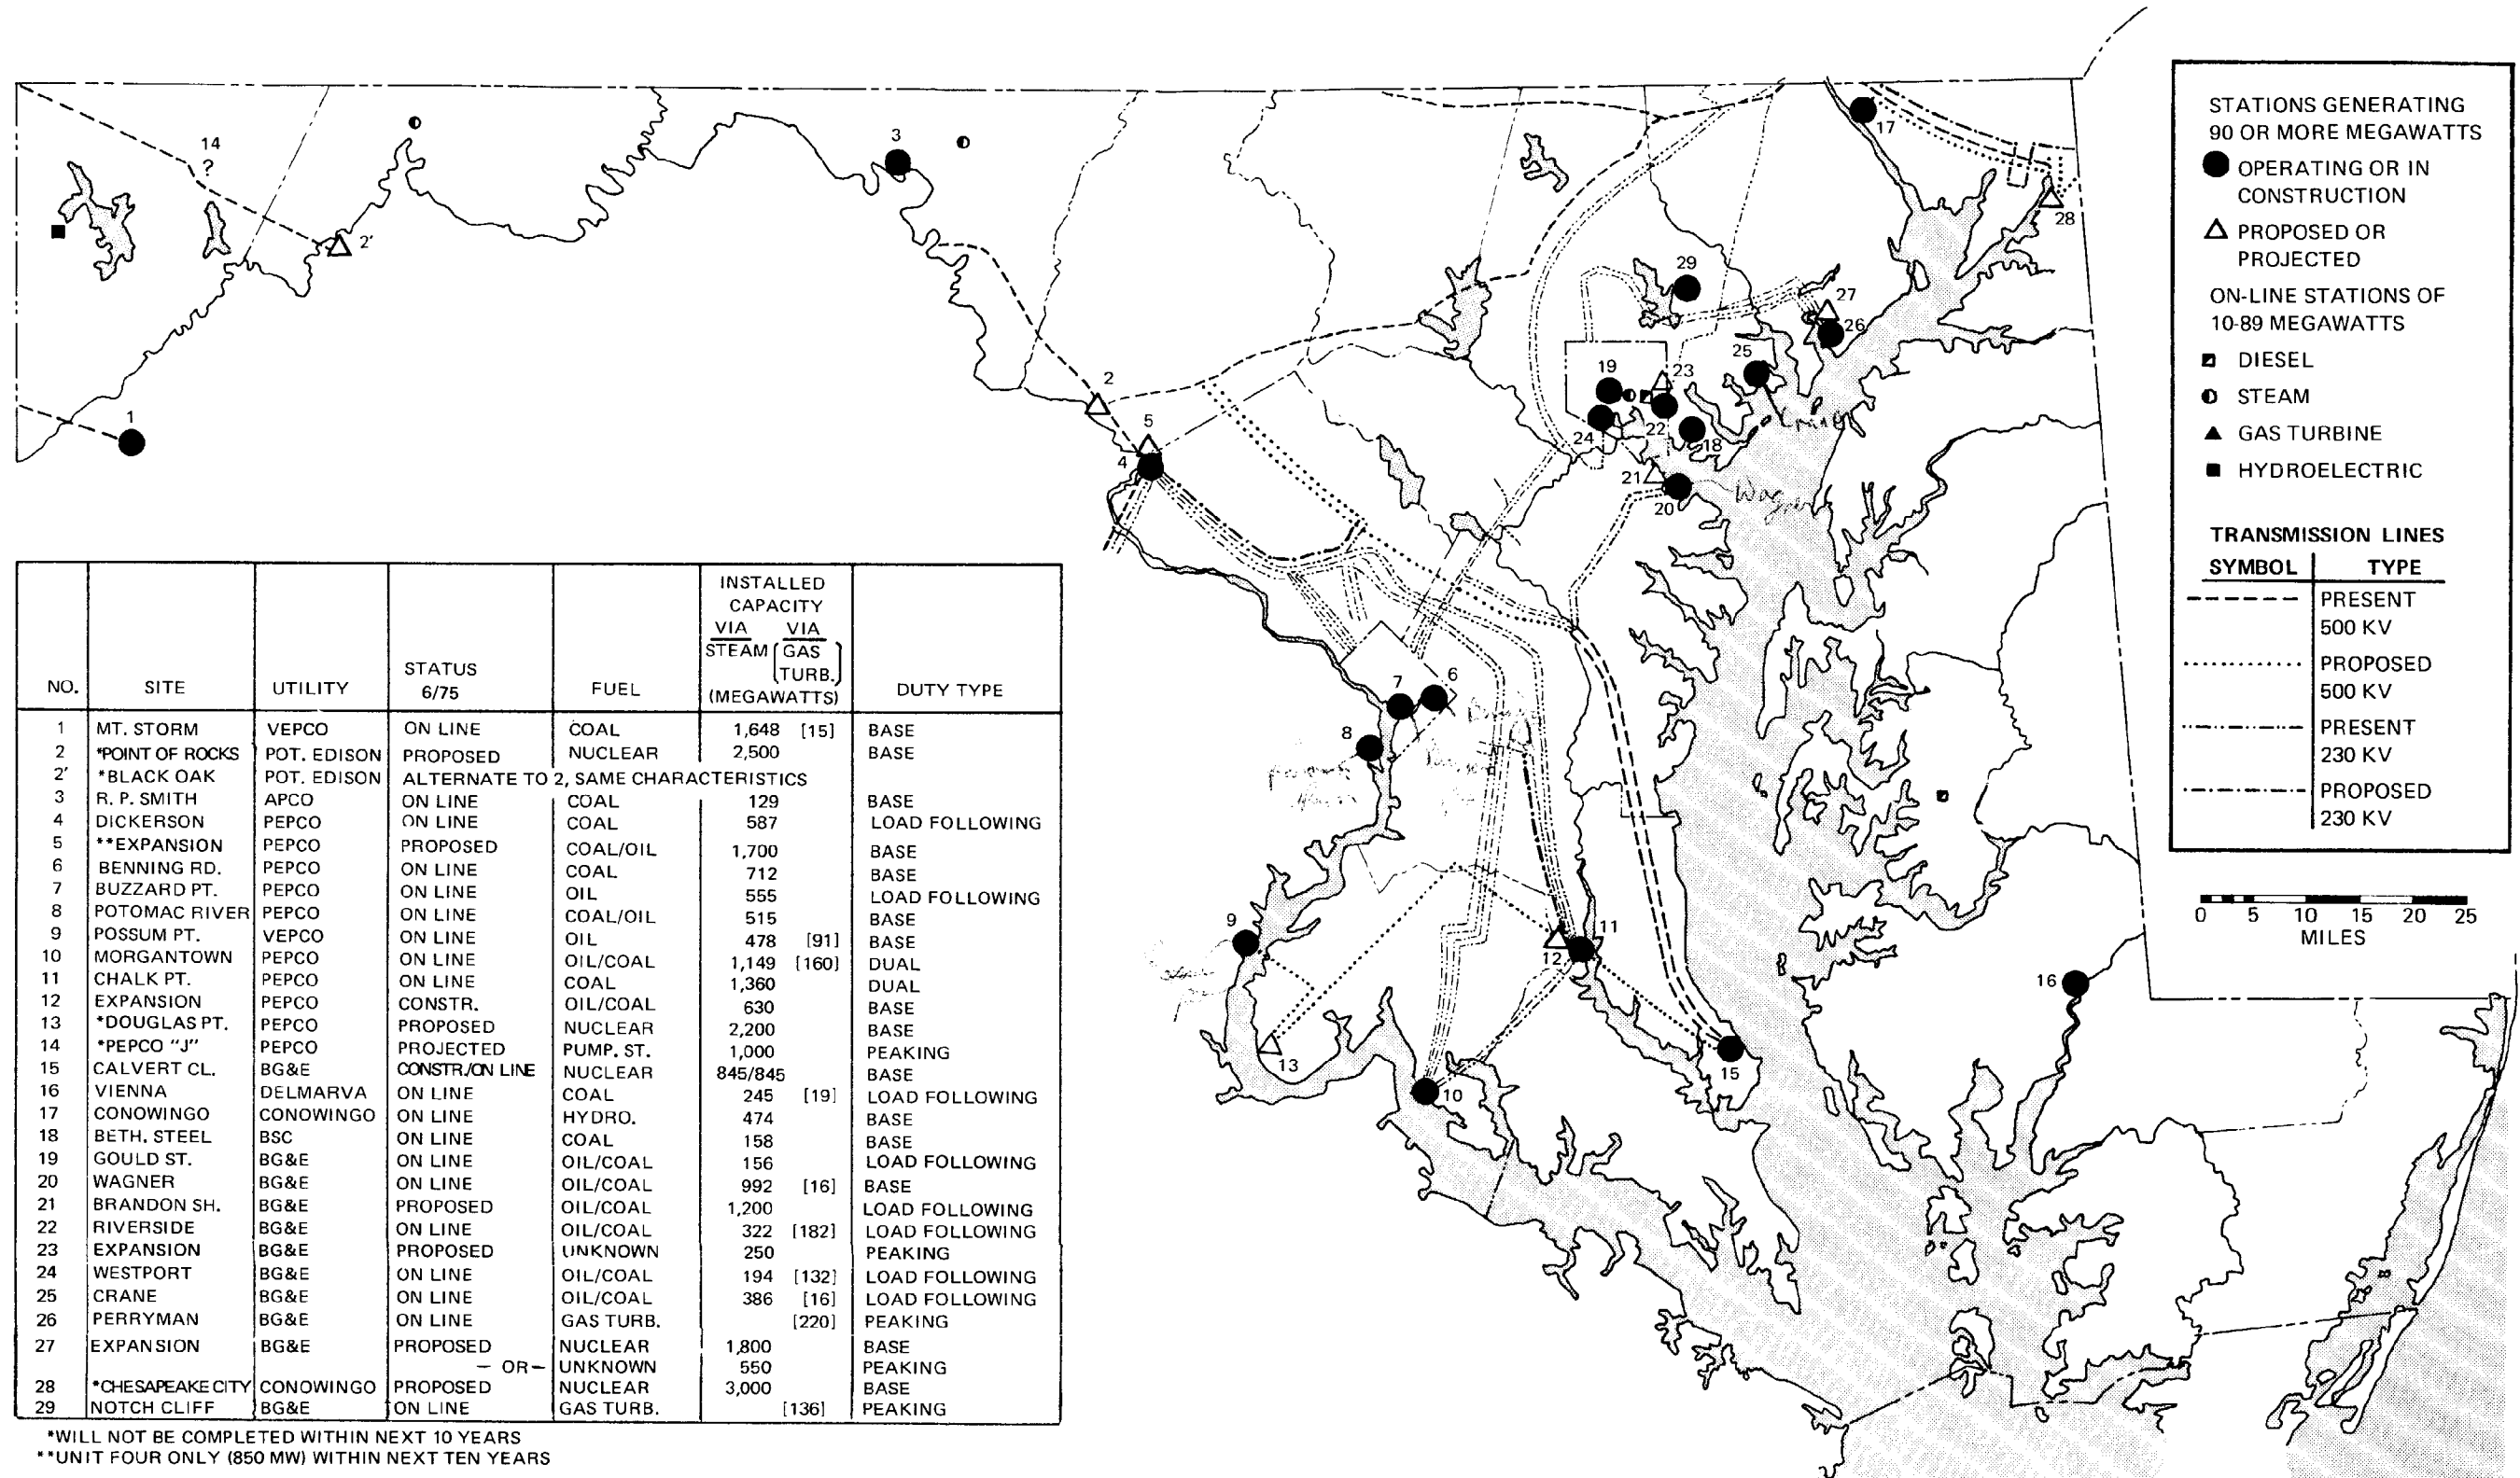 STATIONS GENERATING
90 OR MORE MEGAWATTS
OPERATING OR IN
CONSTRUCTION
PROPOSED OR
PROJECTED
ON-LINE STATIONS OF
10-89 MEGAWATTS
DIESEL
STEAM
GAS TURBINE
HYDROELECTRIC
TRANSMISSION LINES
SYMBOL TYPE
PRESENT
500 KV
PROPOSED
500 KV
PRESENT
230 KV
PROPOSED
230 KV
0 5 10 15 20 25
MILES
14
?
2'
1
3
2
5
4
17
28
29
27
26
25
19
23
24
22
18
21
20
Crane
Wagner
7
6
8
9
11
12
13
10
15
16
NO. SITE UTILITY STATUS 6/75 FUEL INSTALLED CAPACITY VIA STEAM [VIA GAS TURB.] (MEGAWATTS) DUTY TYPE
1 MT. STORM VEPCO ON LINE COAL 1,648 [15] BASE
2 *POINT OF ROCKS POT. EDISON PROPOSED NUCLEAR 2,500 BASE
2' *BLACK OAK POT. EDISON ALTERNATE TO 2, SAME CHARACTERISTICS
3 R. P. SMITH APCO ON LINE COAL 129 BASE
4 DICKERSON PEPCO ON LINE COAL 587 LOAD FOLLOWING
5 **EXPANSION PEPCO PROPOSED COAL/OIL 1,700 BASE
6 BENNING RD. PEPCO ON LINE COAL 712 BASE
7 BUZZARD PT. PEPCO ON LINE OIL 555 LOAD FOLLOWING
8 POTOMAC RIVER PEPCO ON LINE COAL/OIL 515 BASE
9 POSSUM PT. VEPCO ON LINE OIL 478 [91] BASE
10 MORGANTOWN PEPCO ON LINE OIL/COAL 1,149 [160] DUAL
11 CHALK PT. PEPCO ON LINE COAL 1,360 DUAL
12 EXPANSION PEPCO CONSTR. OIL/COAL 630 BASE
13 *DOUGLAS PT. PEPCO PROPOSED NUCLEAR 2,200 BASE
14 *PEPCO "J" PEPCO PROJECTED PUMP. ST. 1,000 PEAKING
15 CALVERT CL. BG&E CONSTR./ON LINE NUCLEAR 845/845 BASE
16 VIENNA DELMARVA ON LINE COAL 245 [19] LOAD FOLLOWING
17 CONOWINGO CONOWINGO ON LINE HYDRO. 474 BASE
18 BETH. STEEL BSC ON LINE COAL 158 BASE
19 GOULD ST. BG&E ON LINE OIL/COAL 156 LOAD FOLLOWING
20 WAGNER BG&E ON LINE OIL/COAL 992 [16] BASE
21 BRANDON SH. BG&E PROPOSED OIL/COAL 1,200 LOAD FOLLOWING
22 RIVERSIDE BG&E ON LINE OIL/COAL 322 [182] LOAD FOLLOWING
23 EXPANSION BG&E PROPOSED UNKNOWN 250 PEAKING
24 WESTPORT BG&E ON LINE OIL/COAL 194 [132] LOAD FOLLOWING
25 CRANE BG&E ON LINE OIL/COAL 386 [16] LOAD FOLLOWING
26 PERRYMAN BG&E ON LINE GAS TURB. [220] PEAKING
27 EXPANSION BG&E PROPOSED NUCLEAR 1,800 BASE
— OR — UNKNOWN 550 PEAKING
28 *CHESAPEAKE CITY CONOWINGO PROPOSED NUCLEAR 3,000 BASE
29 NOTCH CLIFF BG&E ON LINE GAS TURB. [136] PEAKING
*WILL NOT BE COMPLETED WITHIN NEXT 10 YEARS
**UNIT FOUR ONLY (850 MW) WITHIN NEXT TEN YEARS